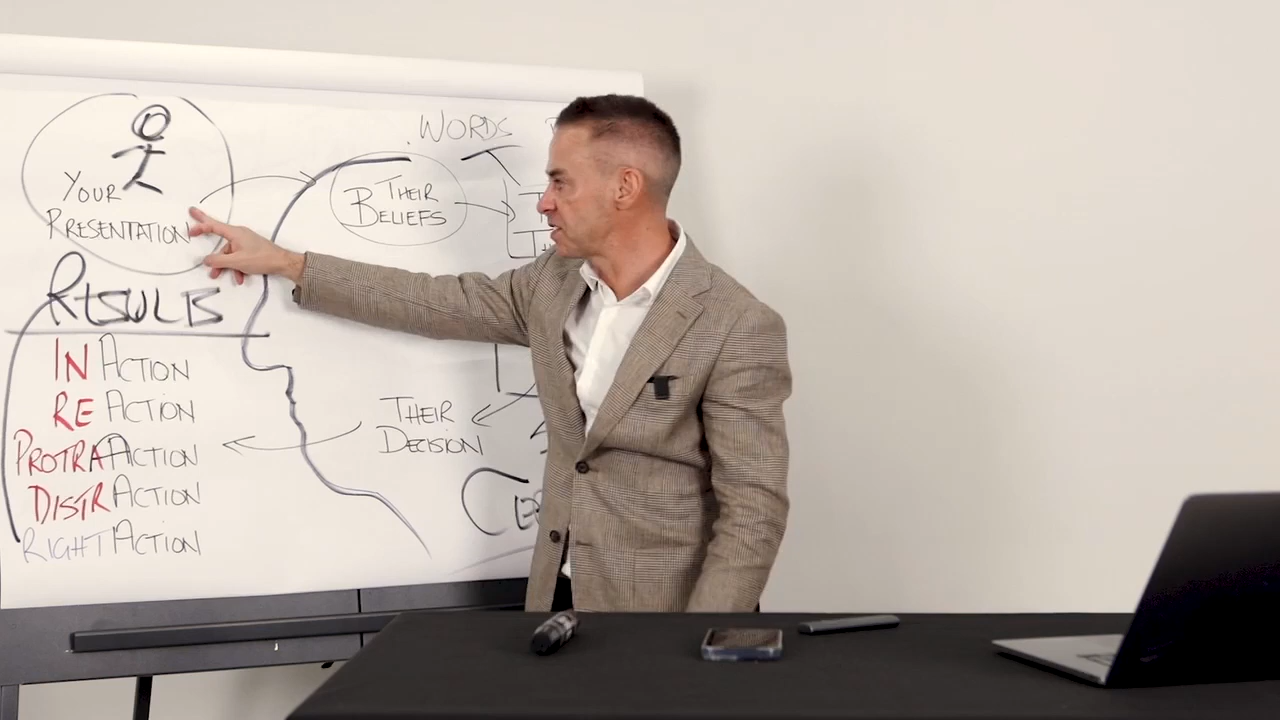 WORDS
YOUR
PRESENTATION
THEIR
BELIEFS
RESULTS
IN ACTION
RE ACTION
PROTRA ACTION
DISTR ACTION
RIGHT ACTION
THEIR
DECISION